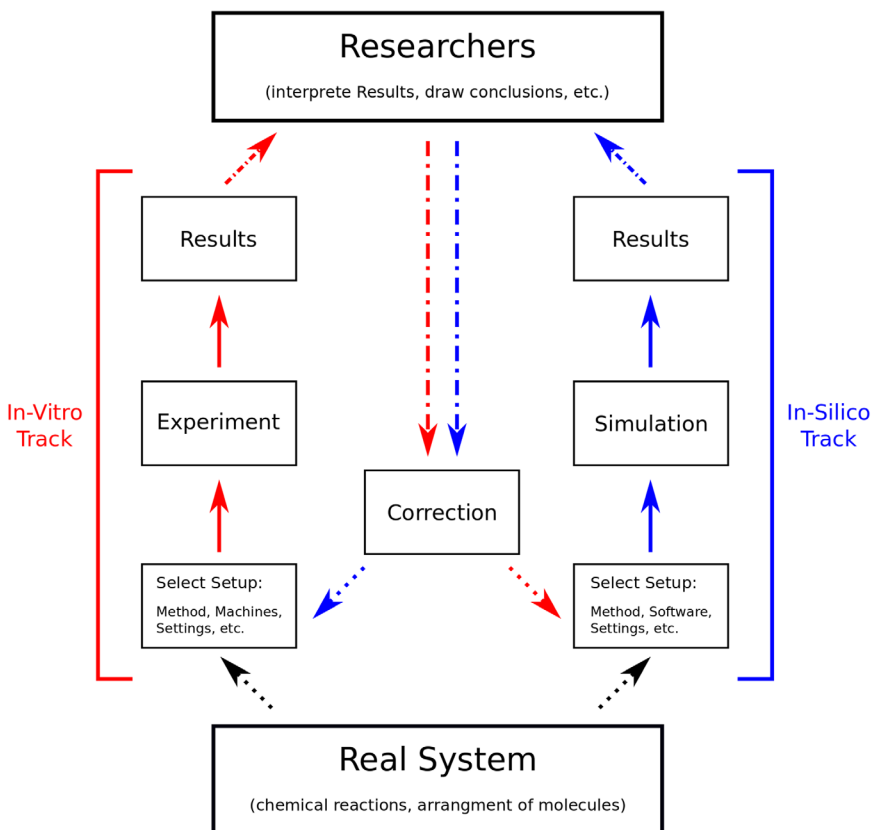 Researchers
(interprete Results, draw conclusions, etc.)
Results
Results
In-Vitro
Track
Experiment
Simulation
In-Silico
Track
Correction
Select Setup:
Method, Machines,
Settings, etc.
Select Setup:
Method, Software,
Settings, etc.
Real System
(chemical reactions, arrangment of molecules)